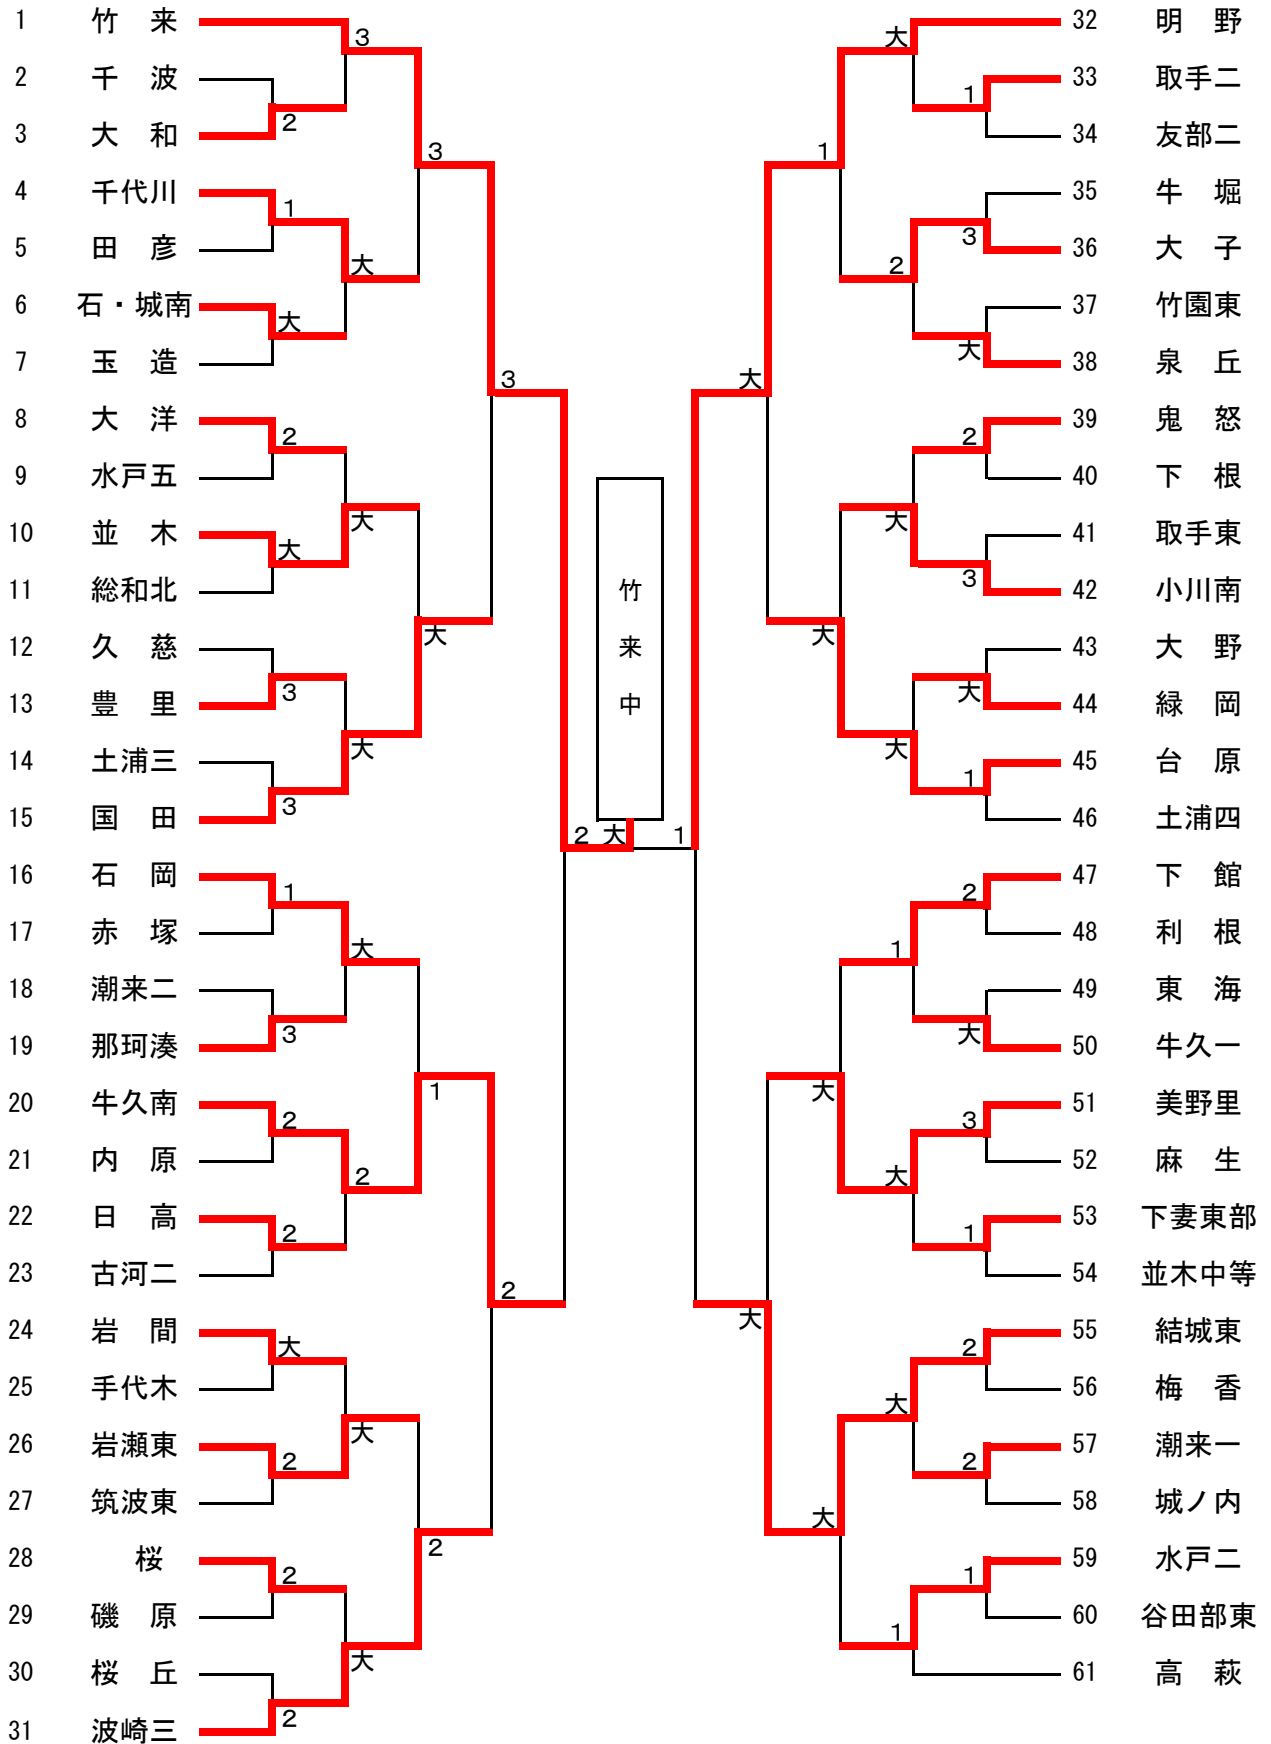 1 竹 来
2 千 波
3 大 和
4 千代川
5 田 彦
6 石・城南
7 玉 造
8 大 洋
9 水戸五
10 並 木
11 総和北
12 久 慈
13 豊 里
14 土浦三
15 国 田
16 石 岡
17 赤 塚
18 潮来二
19 那珂湊
20 牛久南
21 内 原
22 日 高
23 古河二
24 岩 間
25 手代木
26 岩瀬東
27 筑波東
28 桜
29 磯 原
30 桜 丘
31 波崎三
3
2
1
大
大
2
大
3
3
1
3
2
2
大
2
2
2
3
大
大
大
大
2
大
大
3
大
1
2
3
2
2
大
1
竹
来
中
大
大
1
大
大
大
大
2
大
大
1
大
大
1
1
3
大
2
3
大
1
2
大
3
1
2
2
1
32 明 野
33 取手二
34 友部二
35 牛 堀
36 大 子
37 竹園東
38 泉 丘
39 鬼 怒
40 下 根
41 取手東
42 小川南
43 大 野
44 緑 岡
45 台 原
46 土浦四
47 下 館
48 利 根
49 東 海
50 牛久一
51 美野里
52 麻 生
53 下妻東部
54 並木中等
55 結城東
56 梅 香
57 潮来一
58 城ノ内
59 水戸二
60 谷田部東
61 高 萩